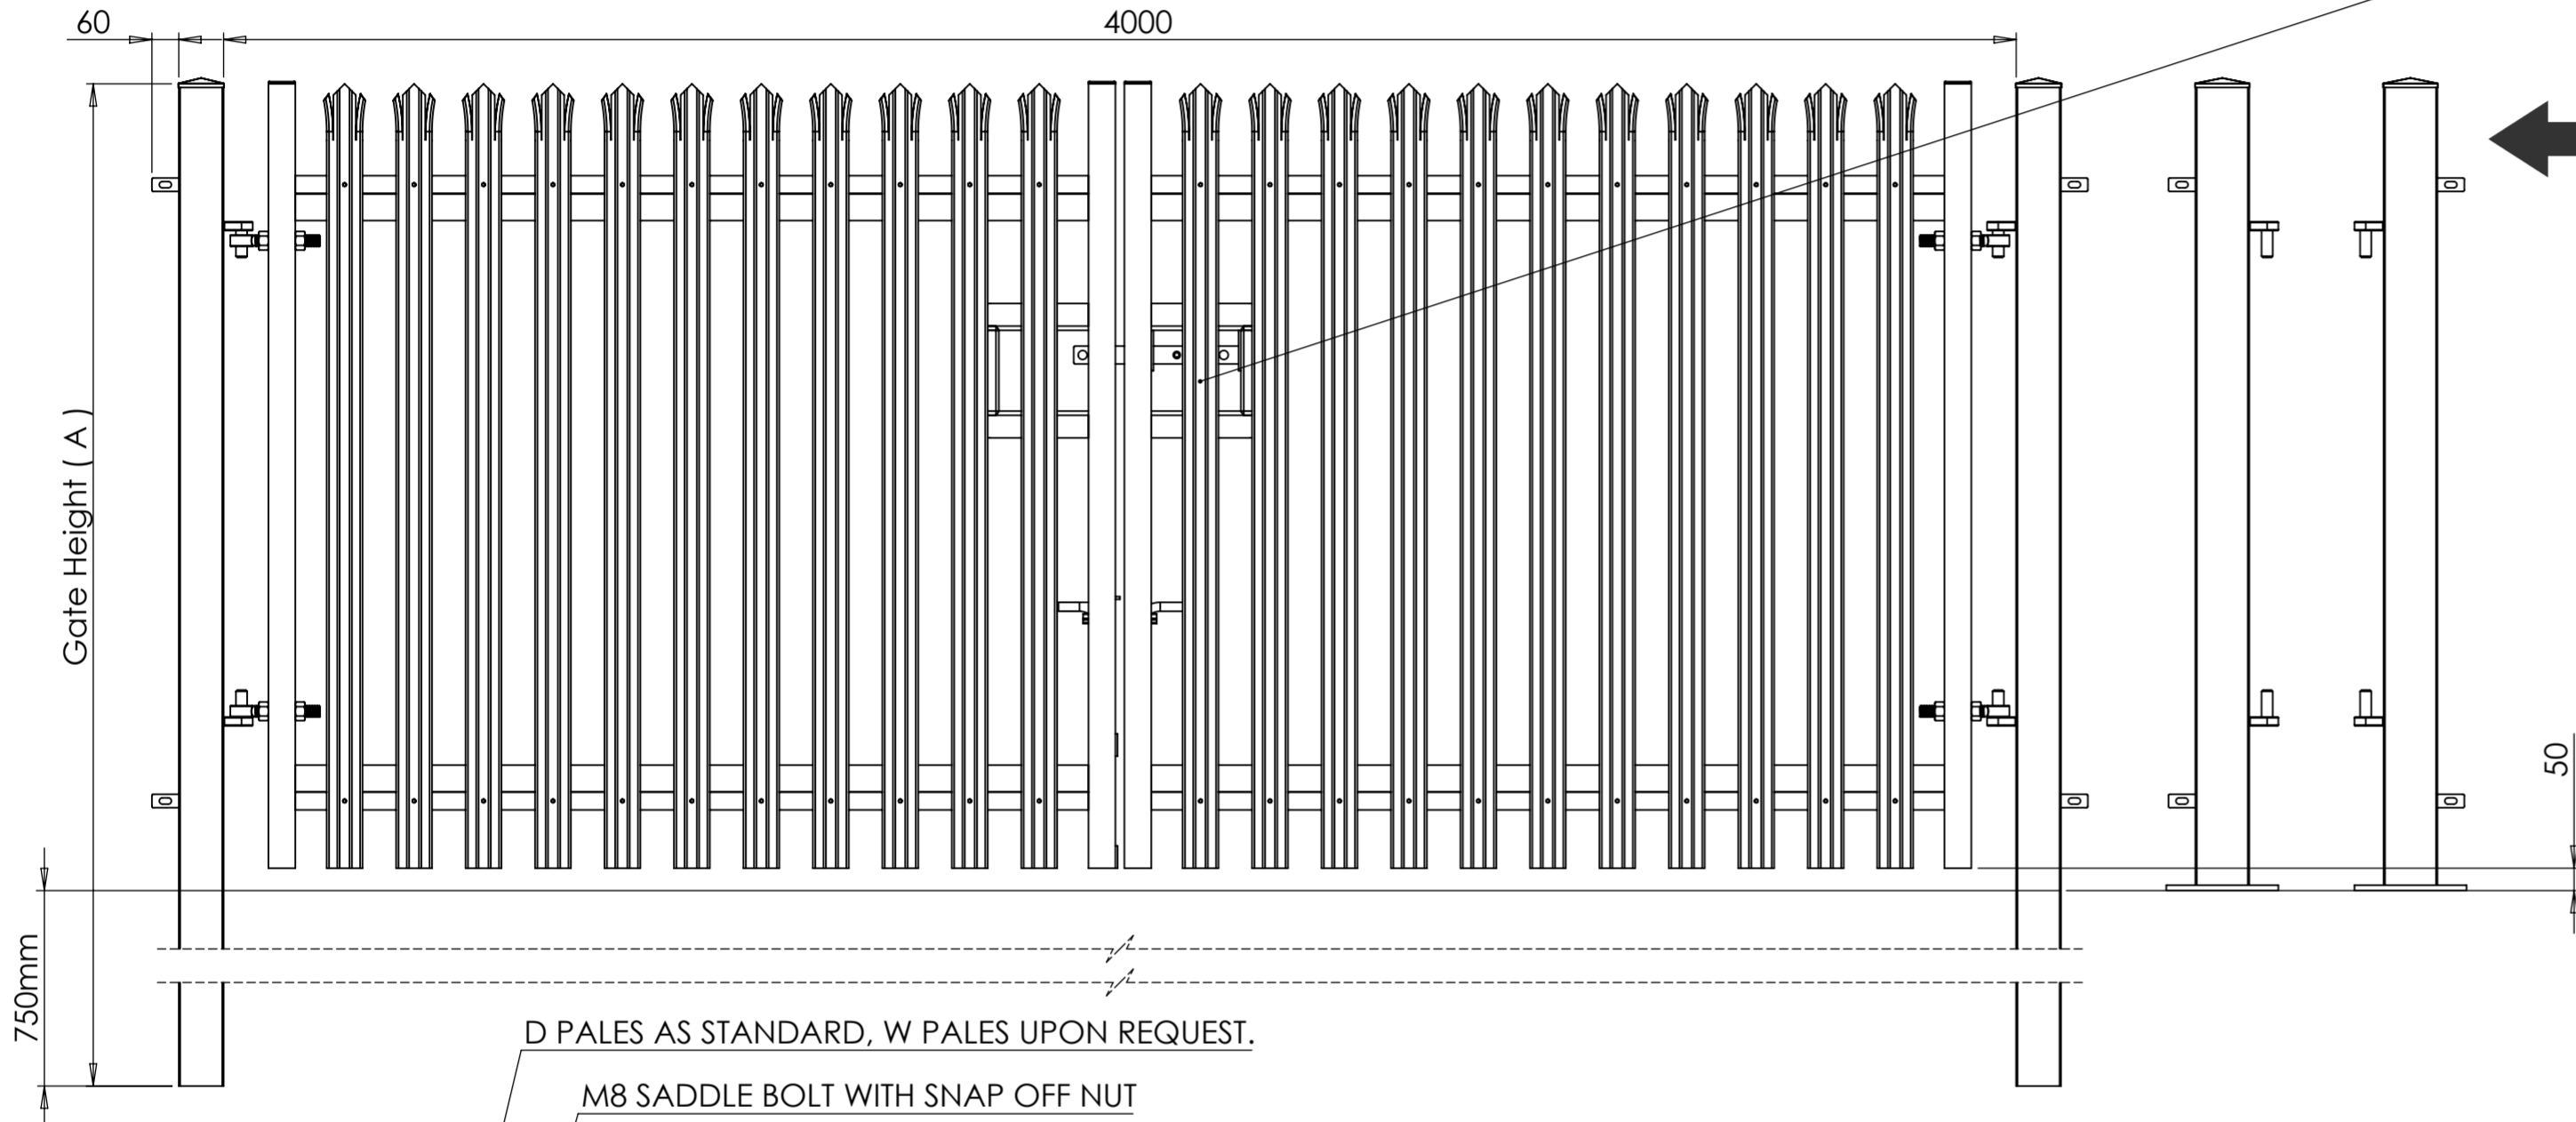 60
4000
Gate Height ( A )
50
750mm
D PALES AS STANDARD, W PALES UPON REQUEST.
M8 SADDLE BOLT WITH SNAP OFF NUT